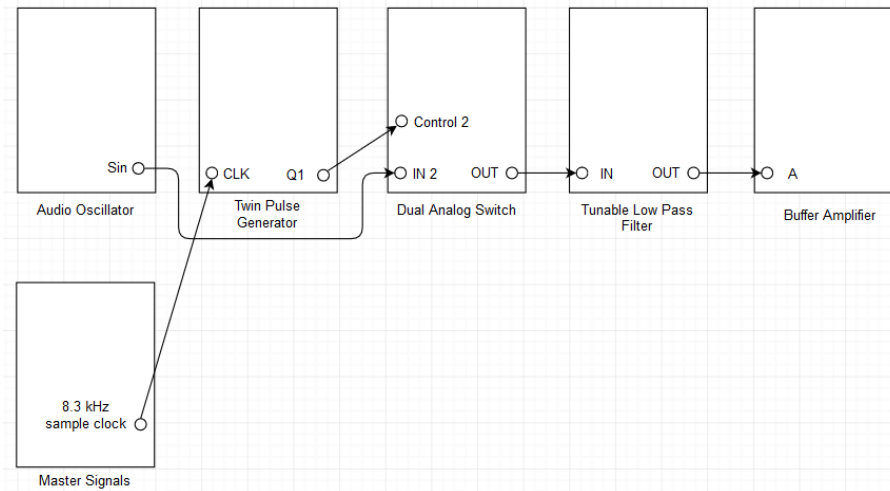 Sin
Audio Oscillator
CLK
Q1
Twin Pulse
Generator
Control 2
IN 2
OUT
Dual Analog Switch
IN
OUT
Tunable Low Pass
Filter
A
Buffer Amplifier
8.3 kHz
sample clock
Master Signals